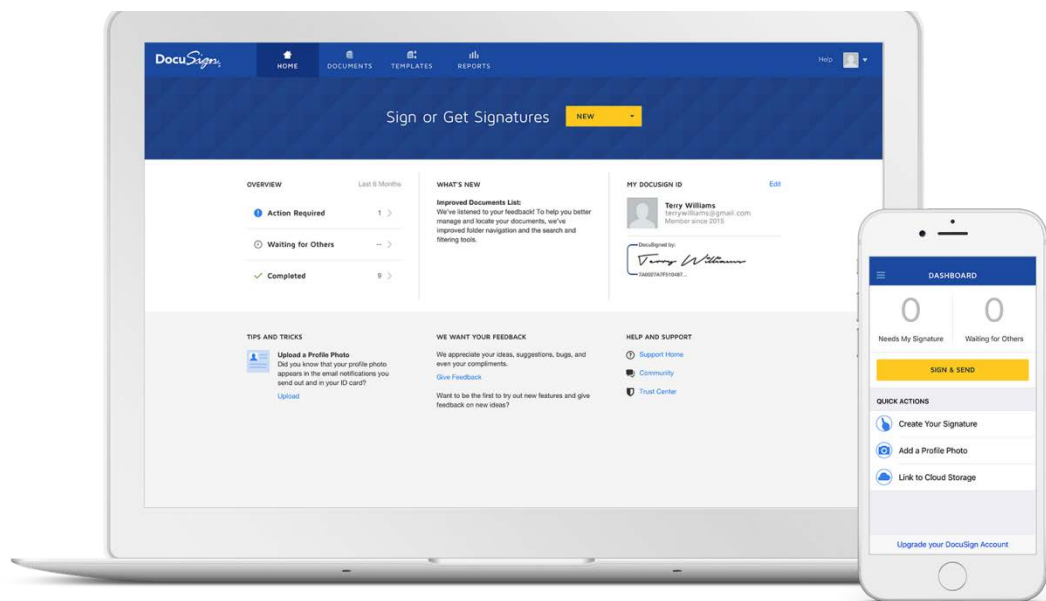 DocuSign
HOME
DOCUMENTS
TEMPLATES
REPORTS
Help
Sign or Get Signatures
NEW
OVERVIEW
Last 6 Months
Action Required
1
Waiting for Others
--
Completed
9
WHAT'S NEW
Improved Documents List:
We've listened to your feedback! To help you better
manage and locate your documents, we've
improved folder navigation and the search and
filtering tools.
MY DOCUSIGN ID
Edit
Terry Williams
terrywilliams@gmail.com
Member since 2015
DocuSigned by:
Terry Williams
TIPS AND TRICKS
Upload a Profile Photo
Did you know that your profile photo
appears in the email notifications you
send out and in your ID card?
Upload
WE WANT YOUR FEEDBACK
We appreciate your ideas, suggestions, bugs, and
even your compliments.
Give Feedback
Want to be the first to try out new features and give
feedback on new ideas?
HELP AND SUPPORT
Support Home
Community
Trust Center
DASHBOARD
0
0
Needs My Signature
Waiting for Others
SIGN & SEND
QUICK ACTIONS
Create Your Signature
Add a Profile Photo
Link to Cloud Storage
Upgrade your DocuSign Account